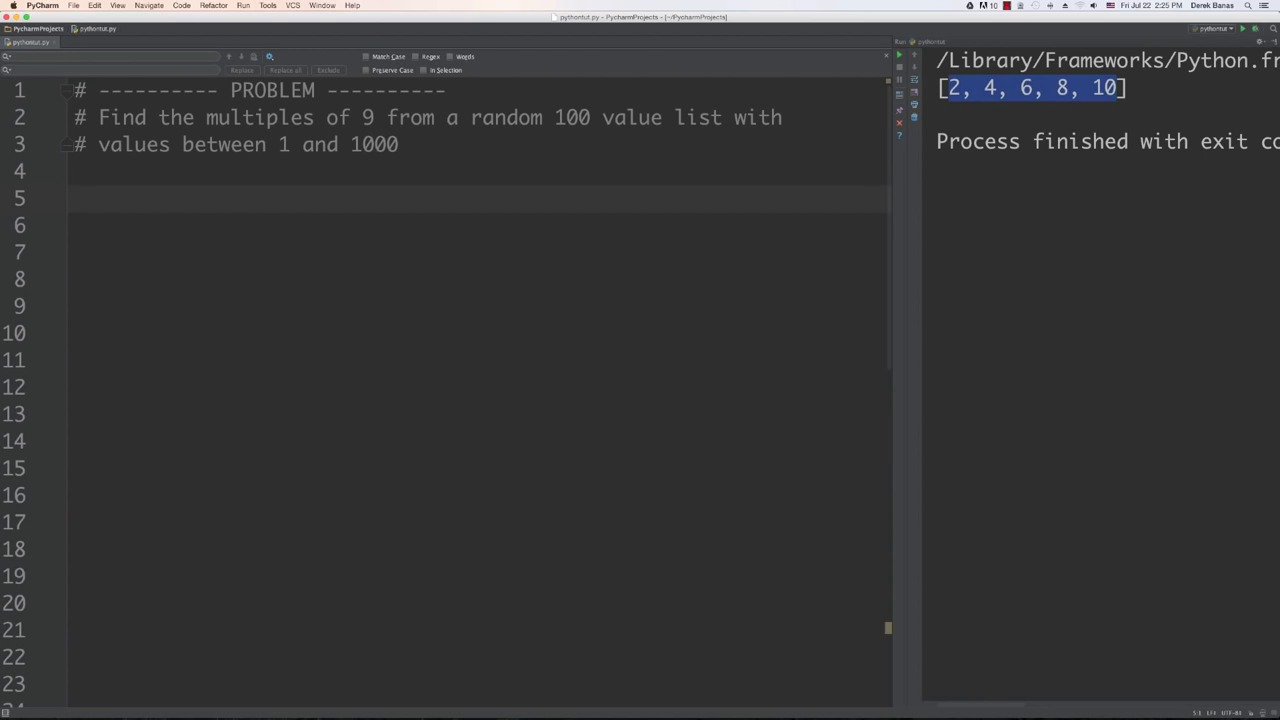 PyCharm File Edit View Navigate Code Refactor Run Tools VCS Window Help 10 Fri Jul 22 2:25 PM Derek Banas
pythontut.py - PycharmProjects - [~/PycharmProjects]
PycharmProjects pythontut.py pythontut
pythontut.py Run pythontut
Match Case Regex Words
Replace Replace all Exclude Preserve Case In Selection
1 # ---------- PROBLEM ----------
2 # Find the multiples of 9 from a random 100 value list with
3 # values between 1 and 1000
4
5
6
7
8
9
10
11
12
13
14
15
16
17
18
19
20
21
22
23
/Library/Frameworks/Python.fr
[2, 4, 6, 8, 10]
Process finished with exit co
5:1 LF÷ UTF-8÷